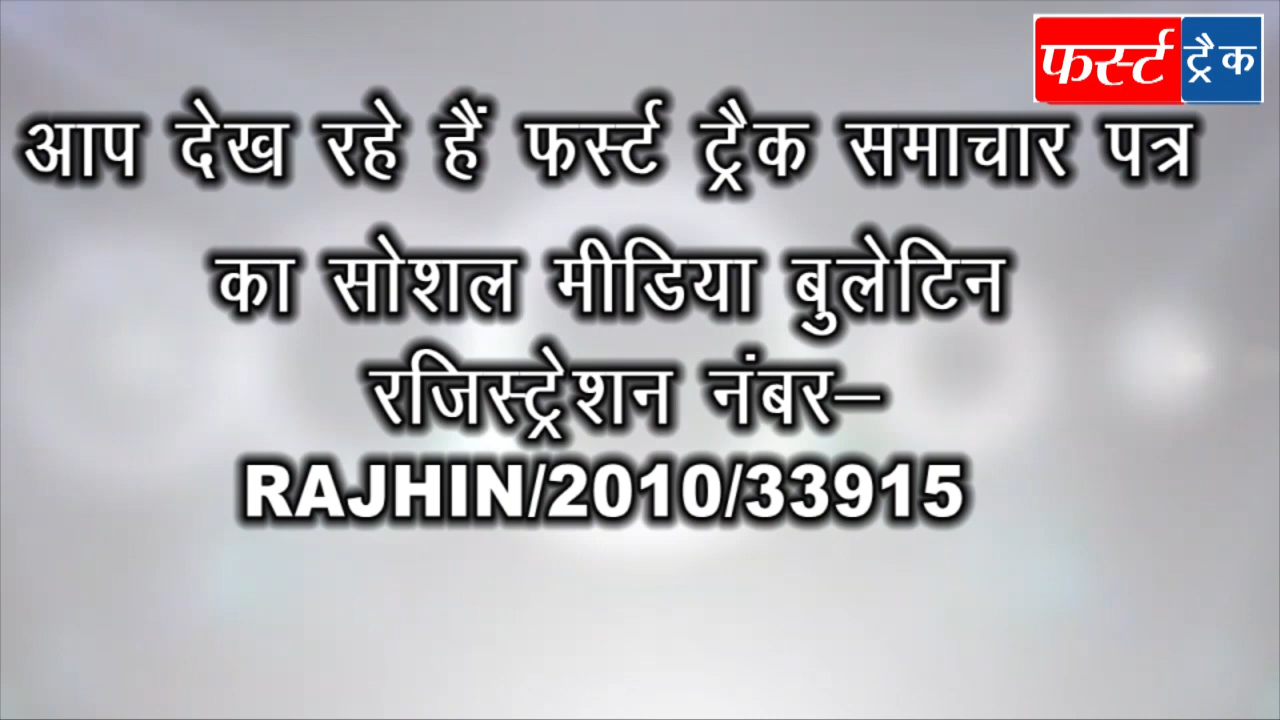 फर्स्ट ट्रैक
आप देख रहे हैं फर्स्ट ट्रैक समाचार पत्र
का सोशल मीडिया बुलेटिन
रजिस्ट्रेशन नंबर–
RAJHIN/2010/33915